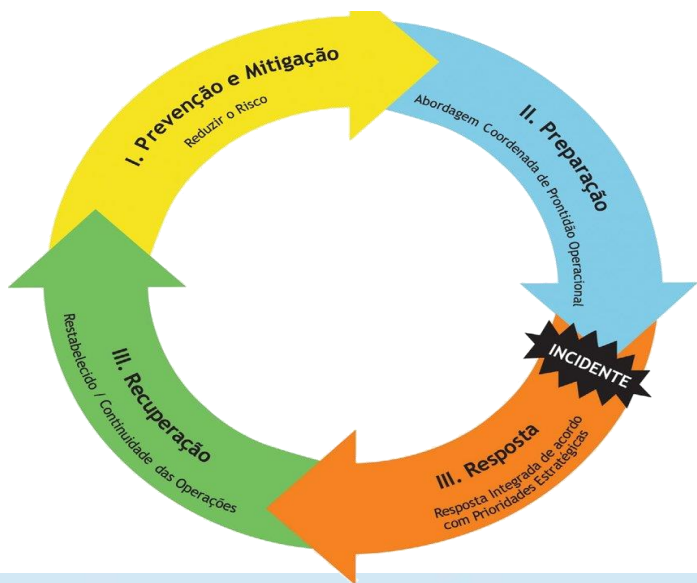 I. Prevenção e Mitigação
Reduzir o Risco
II. Preparação
Abordagem Coordenada de Prontidão Operacional
INCIDENTE
III. Resposta
Resposta Integrada de acordo
com Prioridades Estratégicas
III. Recuperação
Restabelecido / Continuidade das Operações